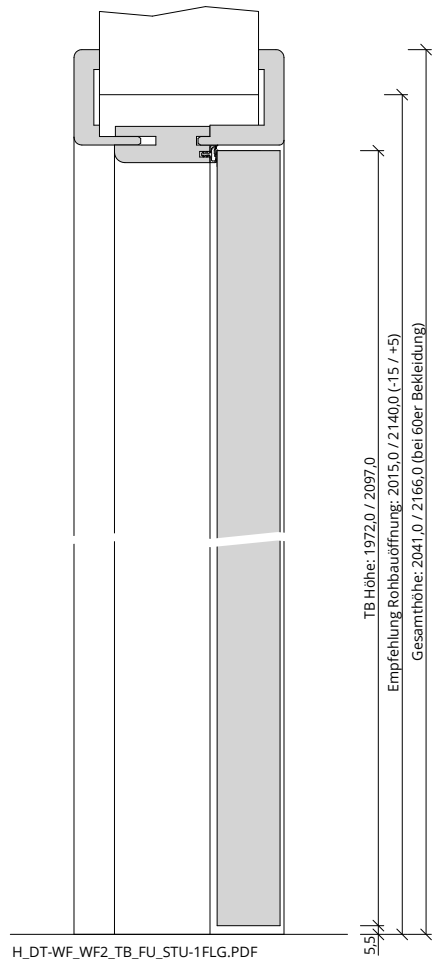 TB Höhe: 1972,0 / 2097,0
Empfehlung Rohbauöffnung: 2015,0 / 2140,0 (-15 / +5)
Gesamthöhe: 2041,0 / 2166,0 (bei 60er Bekleidung)
5,5
H_DT-WF_WF2_TB_FU_STU-1FLG.PDF